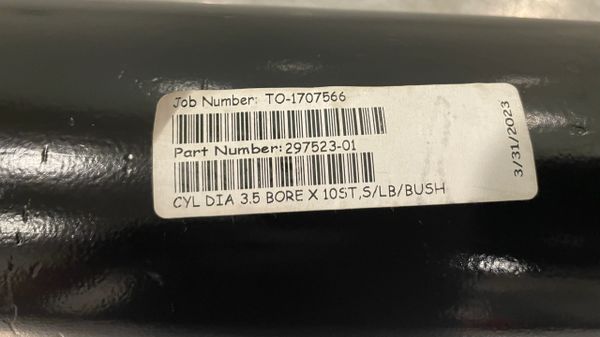 Job Number: TO-1707566
Part Number:297523-01
CYL DIA 3.5 BORE X 10ST,S/LB/BUSH
3/31/2023